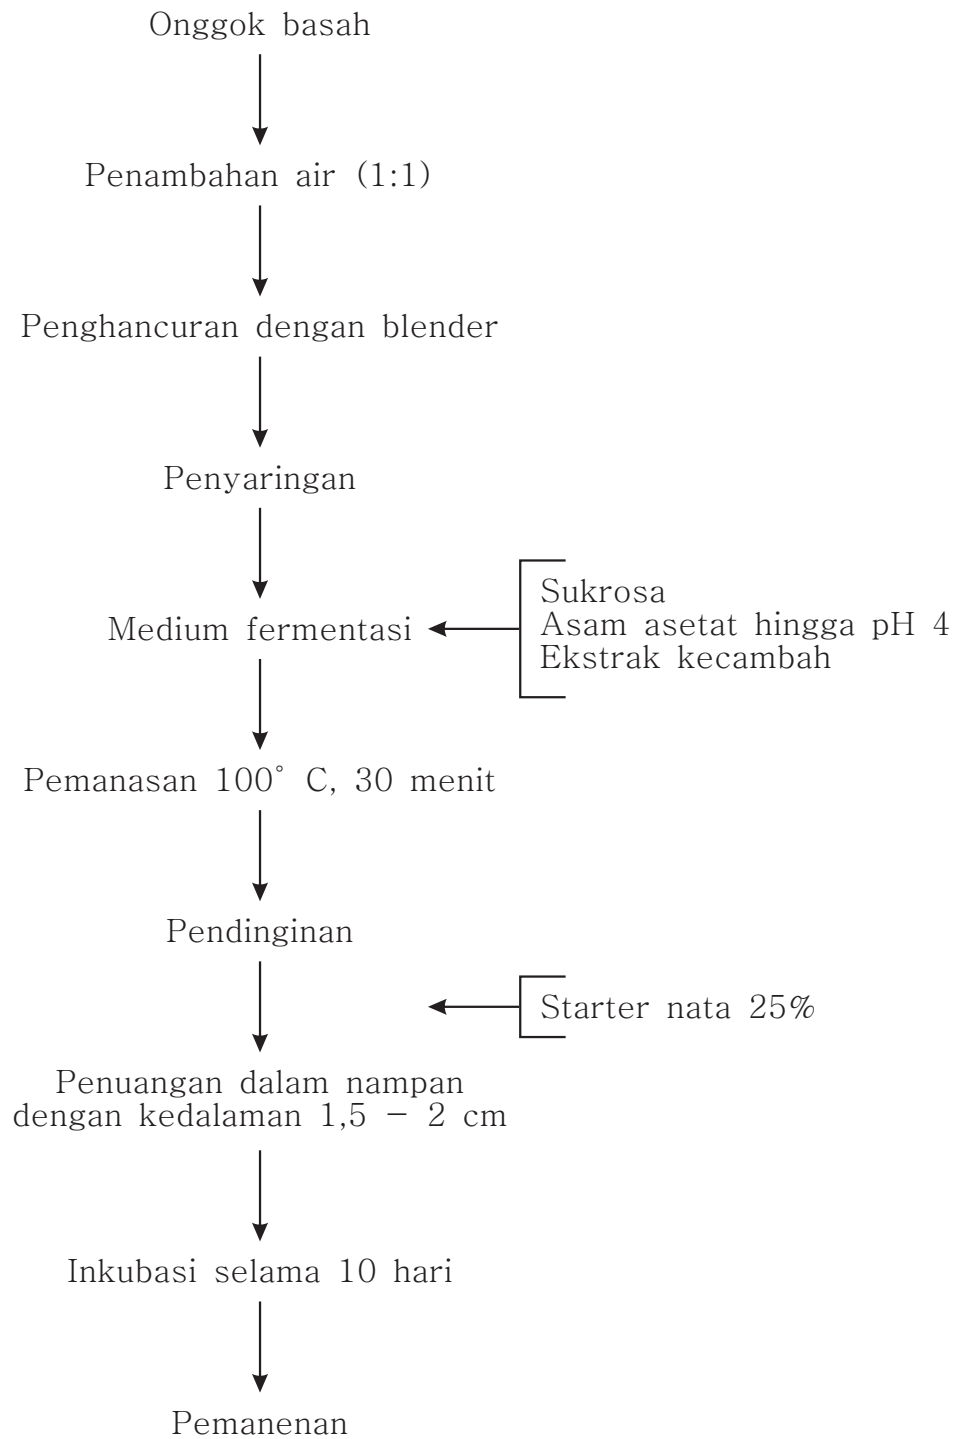 Onggok basah
Penambahan air (1:1)
Penghancuran dengan blender
Penyaringan
Medium fermentasi
Sukrosa
Asam asetat hingga pH 4
Ekstrak kecambah
Pemanasan 100° C, 30 menit
Pendinginan
Starter nata 25%
Penuangan dalam nampan
dengan kedalaman 1,5 − 2 cm
Inkubasi selama 10 hari
Pemanenan